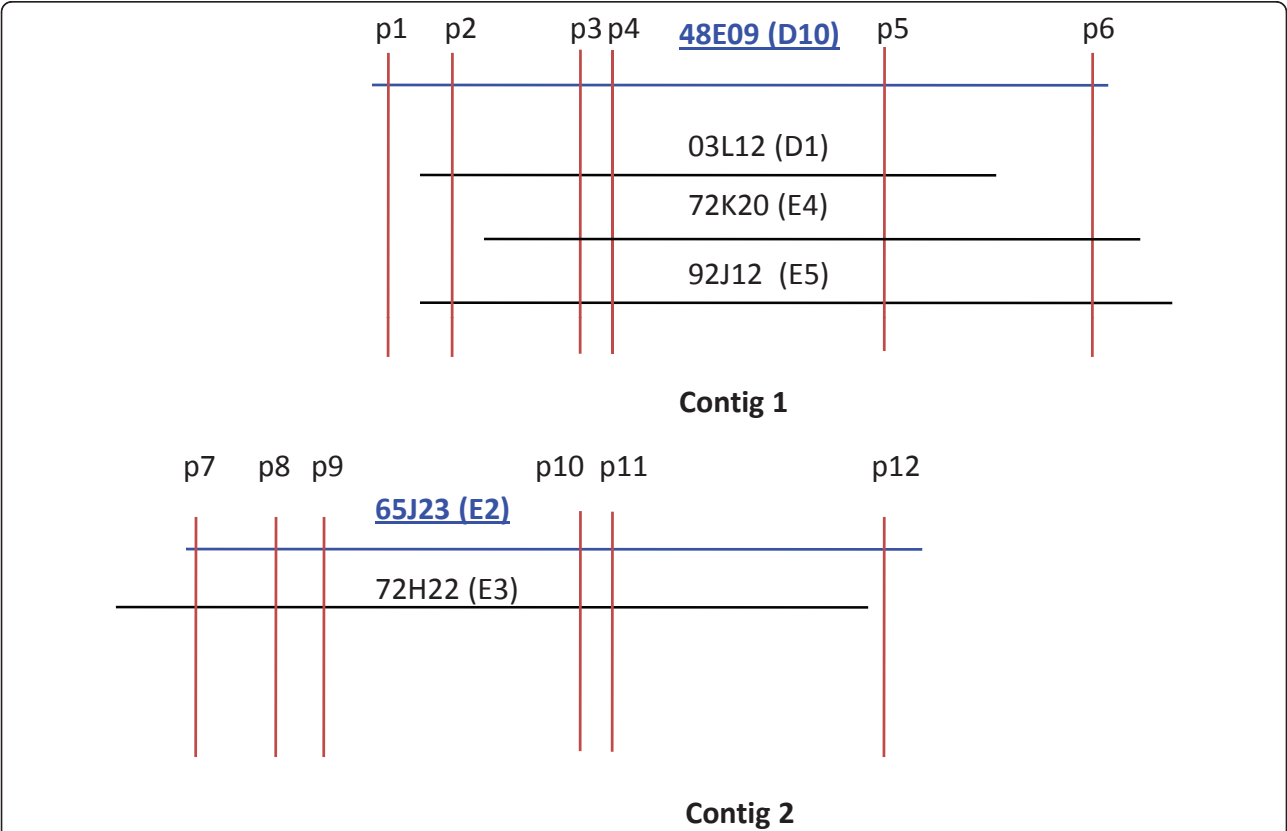 p1 p2 p3 p4 48E09 (D10) p5 p6
03L12 (D1)
72K20 (E4)
92J12 (E5)
Contig 1
p7 p8 p9 p10 p11 p12
65J23 (E2)
72H22 (E3)
Contig 2